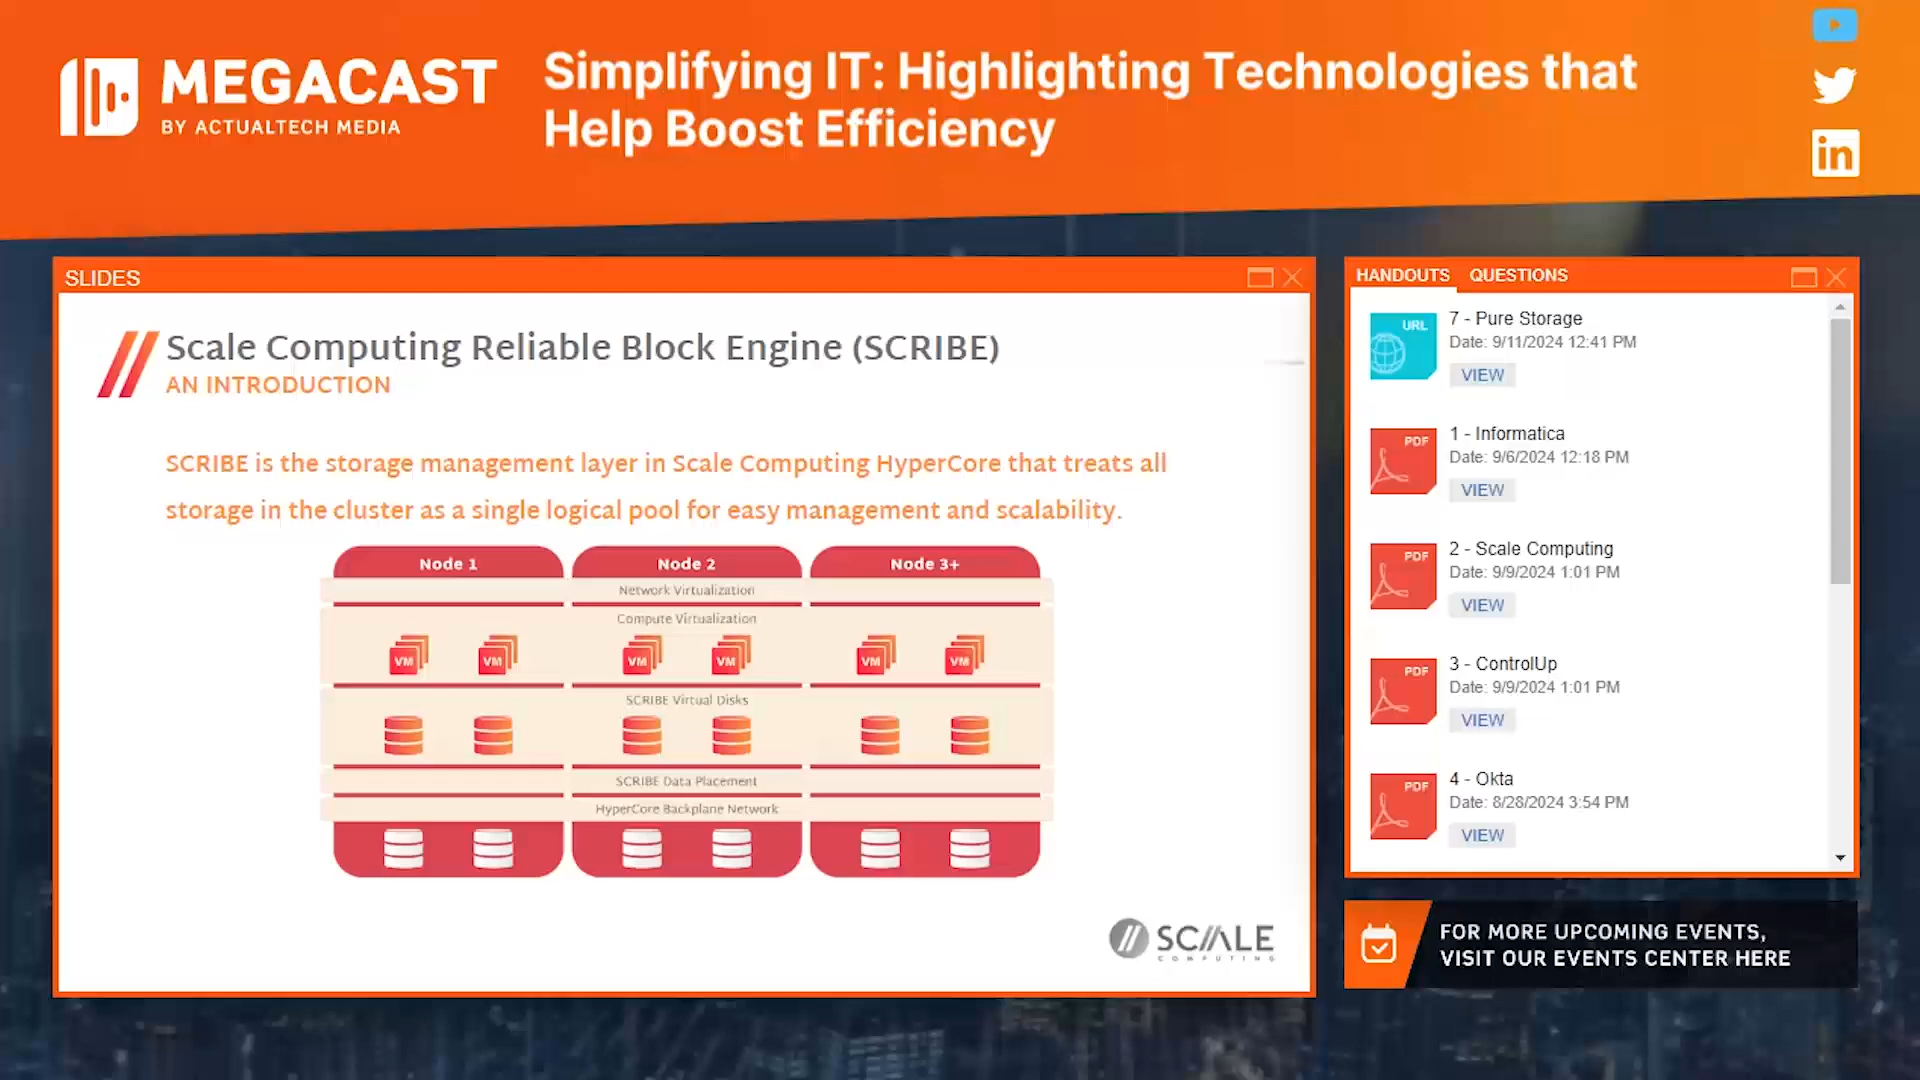 MEGACAST
BY ACTUALTECH MEDIA
Simplifying IT: Highlighting Technologies that
Help Boost Efficiency
in
SLIDES
Scale Computing Reliable Block Engine (SCRIBE)
AN INTRODUCTION
SCRIBE is the storage management layer in Scale Computing HyperCore that treats all
storage in the cluster as a single logical pool for easy management and scalability.
Node 1 Node 2 Node 3+
Network Virtualization
Compute Virtualization
VM VM VM VM VM VM
SCRIBE Virtual Disks
SCRIBE Data Placement
HyperCore Backplane Network
SCALE
COMPUTING
HANDOUTS QUESTIONS
URL
7 - Pure Storage
Date: 9/11/2024 12:41 PM
VIEW
PDF
1 - Informatica
Date: 9/6/2024 12:18 PM
VIEW
PDF
2 - Scale Computing
Date: 9/9/2024 1:01 PM
VIEW
PDF
3 - ControlUp
Date: 9/9/2024 1:01 PM
VIEW
PDF
4 - Okta
Date: 8/28/2024 3:54 PM
VIEW
FOR MORE UPCOMING EVENTS,
VISIT OUR EVENTS CENTER HERE